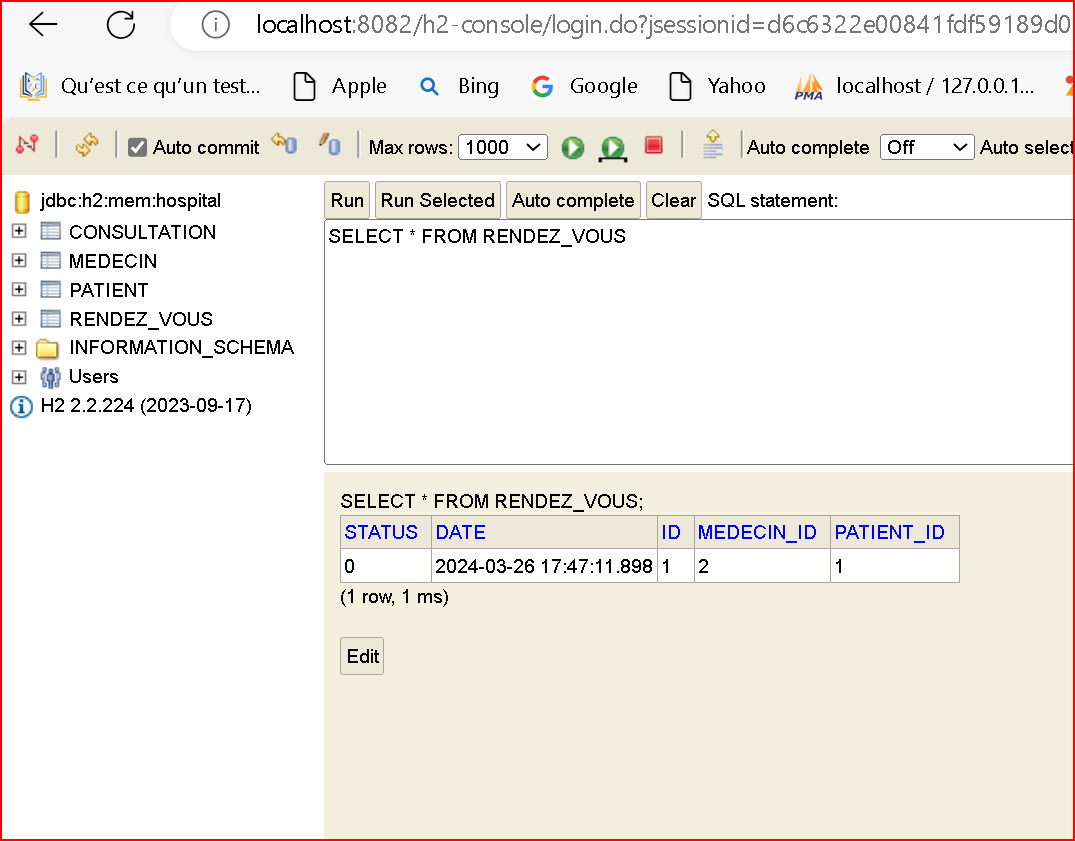 localhost:8082/h2-console/login.do?jsessionid=d6c6322e00841fdf59189d0
Qu'est ce qu'un test... Apple Bing Google Yahoo PMA localhost / 127.0.0.1...
Auto commit Max rows: 1000 Auto complete Off Auto select
jdbc:h2:mem:hospital
CONSULTATION
MEDECIN
PATIENT
RENDEZ_VOUS
INFORMATION_SCHEMA
Users
H2 2.2.224 (2023-09-17)
Run Run Selected Auto complete Clear SQL statement:
SELECT * FROM RENDEZ_VOUS
SELECT * FROM RENDEZ_VOUS;
STATUS DATE ID MEDECIN_ID PATIENT_ID
0 2024-03-26 17:47:11.898 1 2 1
(1 row, 1 ms)
Edit